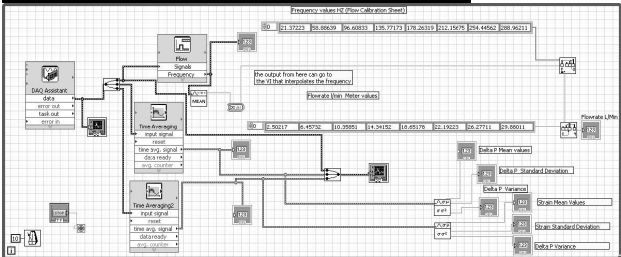 Frequency values HZ (Flow Calibration Sheet)
0 21.37223 58.88639 96.60833 135.77173 178.26319 212.15675 254.44562 288.96211
Flow
Signals
Frequency
DAQ Assistant
data
error out
task out
error in
the output from here can go to
the VI that interpolates the frequency
MEAN
Flowrate l/min Meter values
0 2.50217 6.45732 10.35851 14.34152 18.65178 22.19223 26.27711 29.88011
Flowrate L/Min
Time Averaging
input signal
reset
time avg. signal
data ready
avg. counter
Delta P Mean values
Delta P Standard Deviation
Delta P Variance
Time Averaging2
input signal
reset
time avg. signal
data ready
avg. counter
Strain Mean Values
Strain Standard Deviation
Delta P Variance
10
i